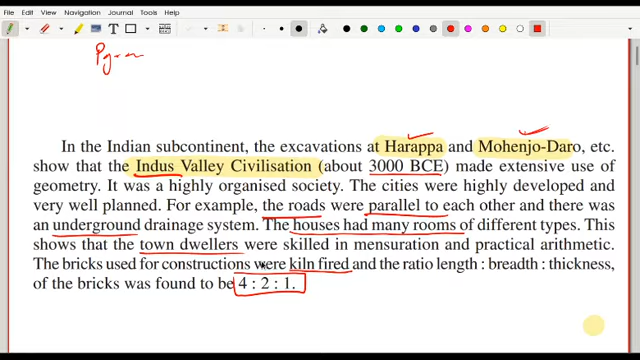 File Edit View Navigation Journal Tools Help
In the Indian subcontinent, the excavations at Harappa and Mohenjo-Daro, etc.
show that the Indus Valley Civilisation (about 3000 BCE) made extensive use of
geometry. It was a highly organised society. The cities were highly developed and
very well planned. For example, the roads were parallel to each other and there was
an underground drainage system. The houses had many rooms of different types. This
shows that the town dwellers were skilled in mensuration and practical arithmetic.
The bricks used for constructions were kiln fired and the ratio length : breadth : thickness,
of the bricks was found to be 4 : 2 : 1.